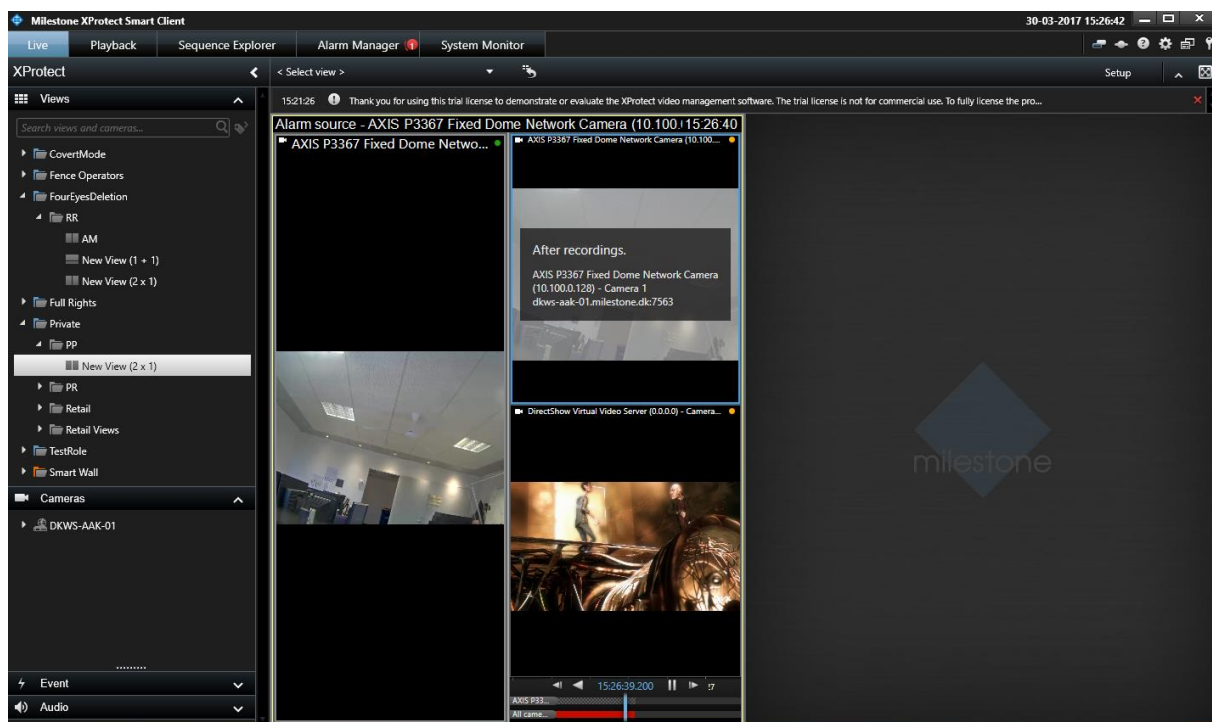 Milestone XProtect Smart Client
30-03-2017 15:26:42
Live
Playback
Sequence Explorer
Alarm Manager 1
System Monitor
XProtect
< Select view >
Setup
Views
15:21:26 Thank you for using this trial license to demonstrate or evaluate the XProtect video management software. The trial license is not for commercial use. To fully license the pro...
Search views and cameras...
CovertMode
Fence Operators
FourEyesDeletion
RR
AM
New View (1 + 1)
New View (2 x 1)
Full Rights
Private
PP
New View (2 x 1)
PR
Retail
Retail Views
TestRole
Smart Wall
Cameras
DKWS-AAK-01
Event
Audio
Alarm source - AXIS P3367 Fixed Dome Network Camera (10.100. 15:26:40
AXIS P3367 Fixed Dome Netwo...
AXIS P3367 Fixed Dome Network Camera (10.100....
After recordings.
AXIS P3367 Fixed Dome Network Camera
(10.100.0.128) - Camera 1
dkws-aak-01.milestone.dk:7563
DirectShow Virtual Video Server (0.0.0.0) - Camera...
15:26:39.200
AXIS P33...
All came...
milestone